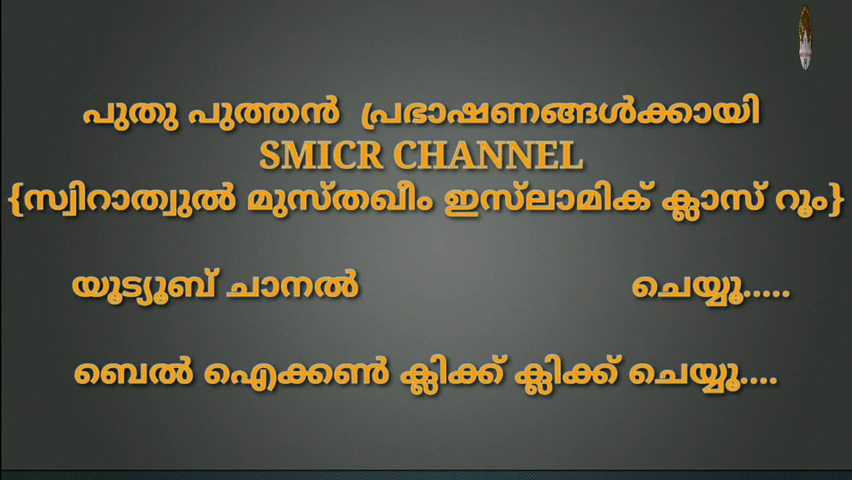 പുതു പുത്തൻ പ്രഭാഷണങ്ങൾക്കായി
SMICR CHANNEL
{സ്വിറാത്വുൽ മുസ്തഖീം ഇസ്ലാമിക് ക്ലാസ് റൂം}
യൂട്യൂബ് ചാനൽ ചെയ്യൂ.....
ബെൽ ഐക്കൺ ക്ലിക്ക് ക്ലിക്ക് ചെയ്യൂ....